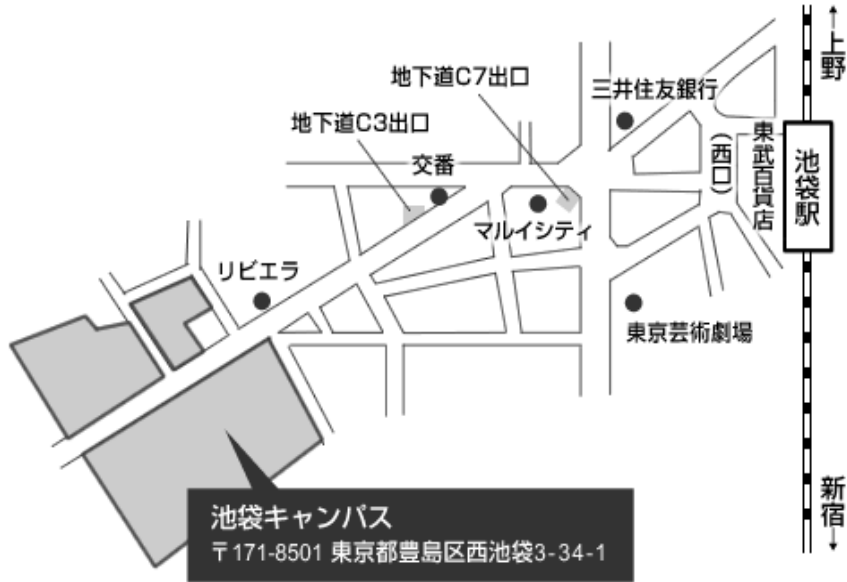 上野
地下道C7出口
三井住友銀行
地下道C3出口
東武百貨店
(西口)
池袋駅
交番
マルイシティ
リビエラ
東京芸術劇場
新宿
池袋キャンパス
〒171-8501 東京都豊島区西池袋3-34-1